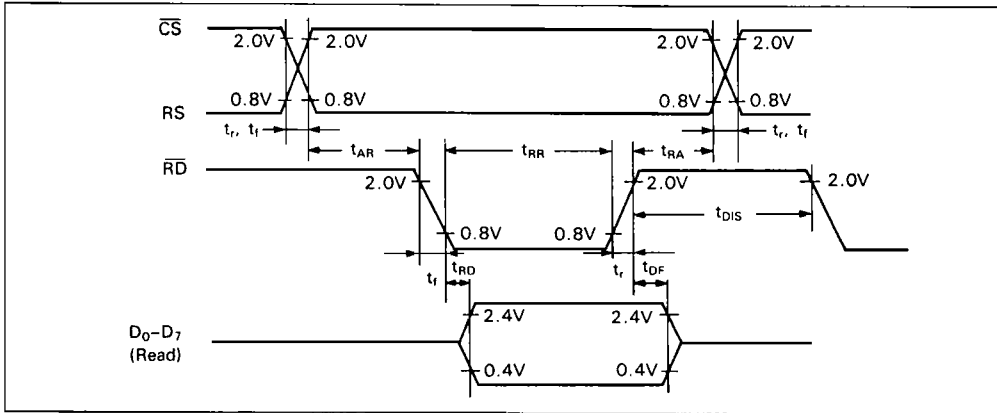 CS
2.0V 2.0V 2.0V 2.0V
0.8V 0.8V 0.8V 0.8V
RS
tr, tf tr, tf
tAR tRR tRA
RD
2.0V 2.0V 2.0V
tDIS
0.8V 0.8V
tf tRD tr tDF
2.4V 2.4V
D0–D7
(Read)
0.4V 0.4V